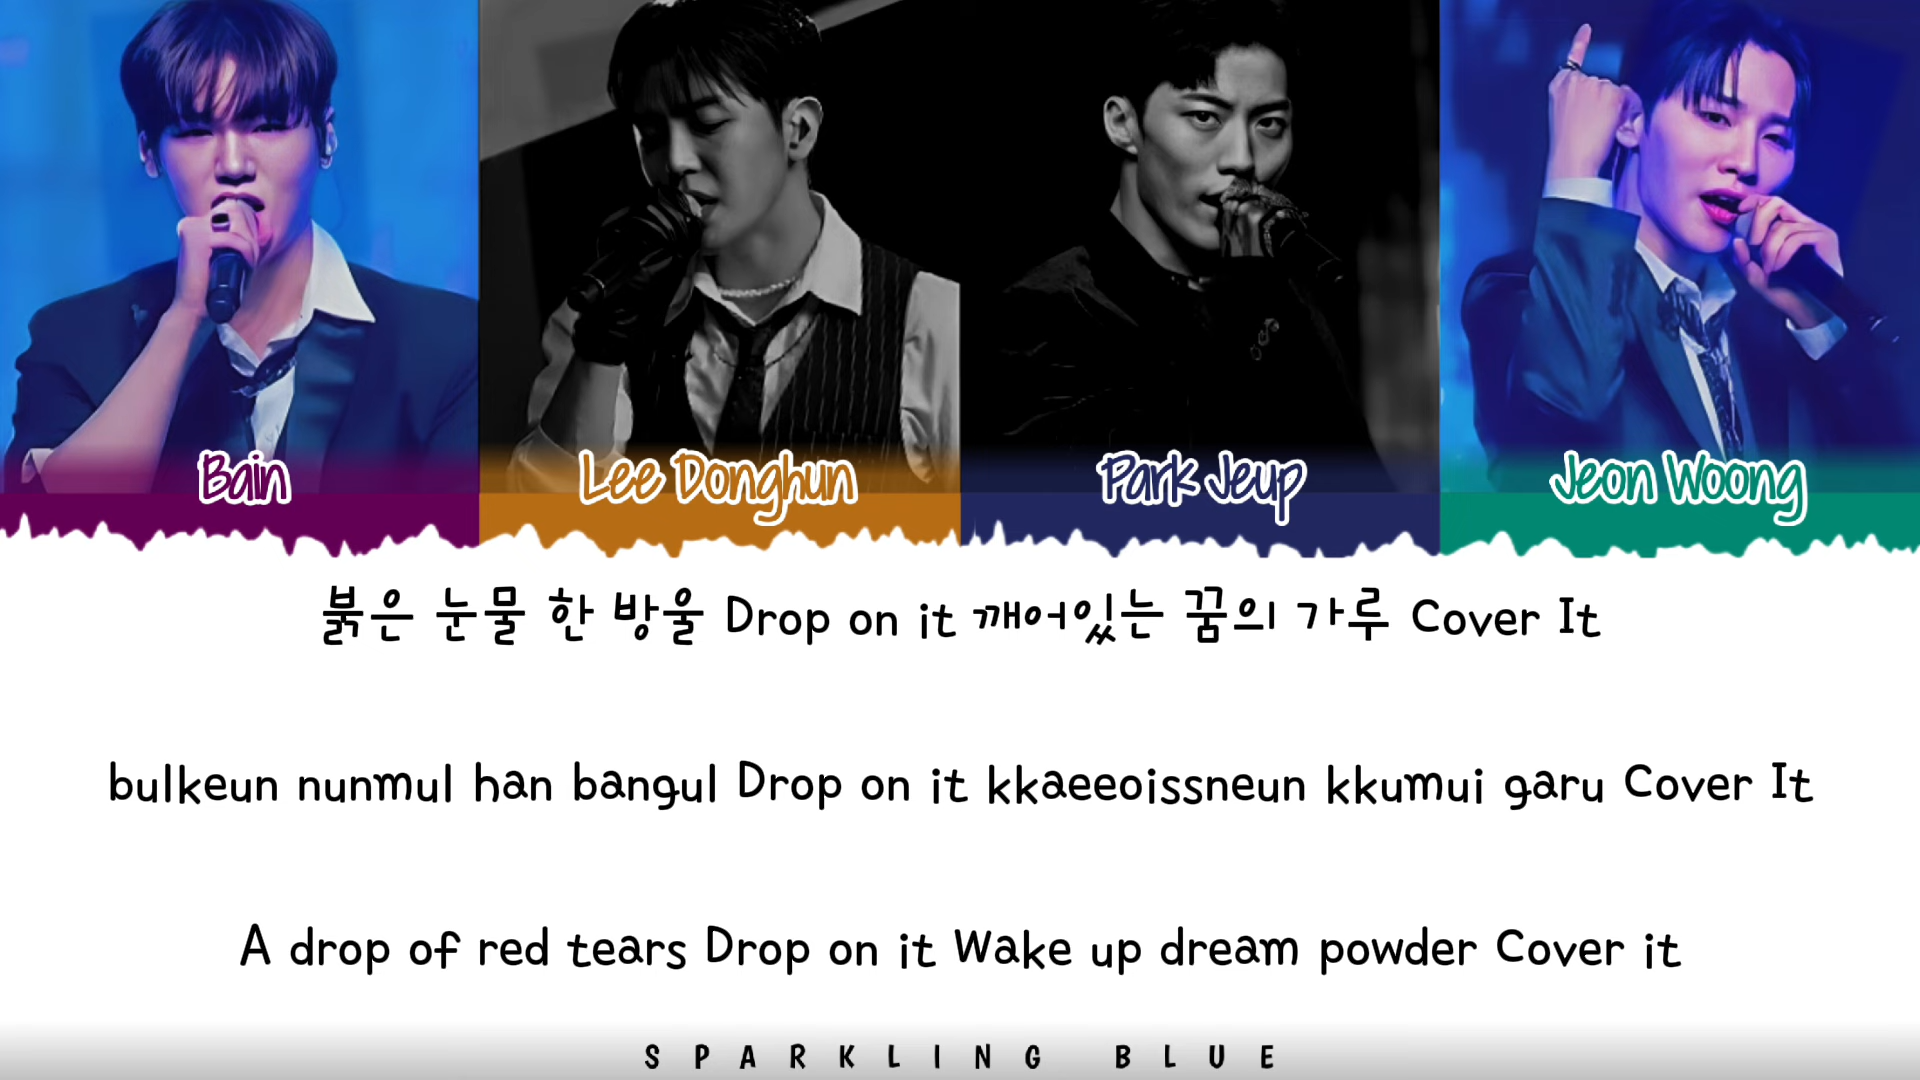 Bain
Lee Donghun
Park Jeup
Jeon Woong
붉은 눈물 한 방울 Drop on it 깨어있는 꿈의 가루 Cover It
bulkeun nunmul han bangul Drop on it kkaeeoissneun kkumui garu Cover It
A drop of red tears Drop on it Wake up dream powder Cover it
SPARKLING BLUE